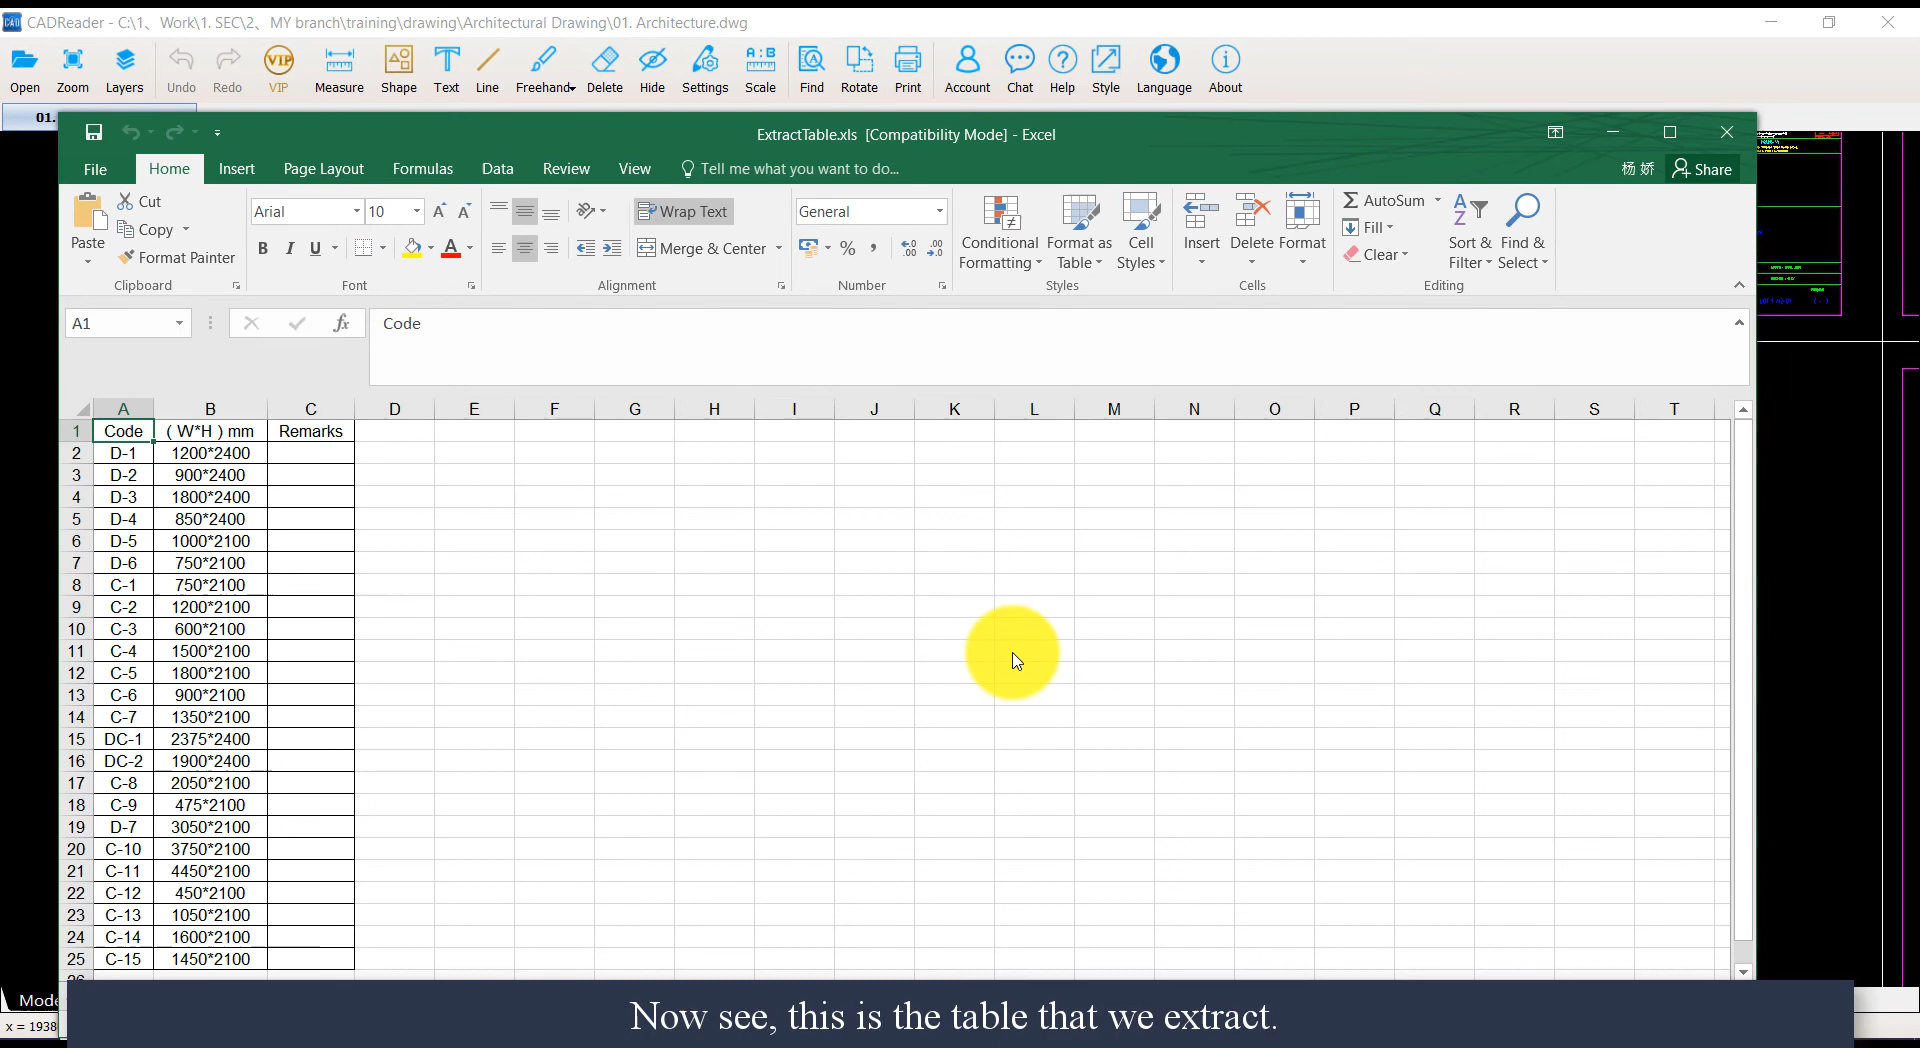 CADReader - C:\1、Work\1. SEC\2、MY branch\training\drawing\Architectural Drawing\01. Architecture.dwg
Open Zoom Layers Undo Redo VIP Measure Shape Text Line Freehand Delete Hide Settings Scale Find Rotate Print Account Chat Help Style Language About
01.
ExtractTable.xls [Compatibility Mode] - Excel
File Home Insert Page Layout Formulas Data Review View Tell me what you want to do... 杨 娇 Share
Paste Cut Copy Format Painter Clipboard
Arial 10 B I U A Font
Wrap Text Merge & Center Alignment
General % , Number
Conditional Formatting Format as Table Cell Styles Styles
Insert Delete Format Cells
AutoSum Fill Clear Sort & Filter Find & Select Editing
A1 fx Code
A B C D E F G H I J K L M N O P Q R S T
1 Code ( W*H ) mm Remarks
2 D-1 1200*2400
3 D-2 900*2400
4 D-3 1800*2400
5 D-4 850*2400
6 D-5 1000*2100
7 D-6 750*2100
8 C-1 750*2100
9 C-2 1200*2100
10 C-3 600*2100
11 C-4 1500*2100
12 C-5 1800*2100
13 C-6 900*2100
14 C-7 1350*2100
15 DC-1 2375*2400
16 DC-2 1900*2400
17 C-8 2050*2100
18 C-9 475*2100
19 D-7 3050*2100
20 C-10 3750*2100
21 C-11 4450*2100
22 C-12 450*2100
23 C-13 1050*2100
24 C-14 1600*2100
25 C-15 1450*2100
Mode
x = 1938
Now see, this is the table that we extract.